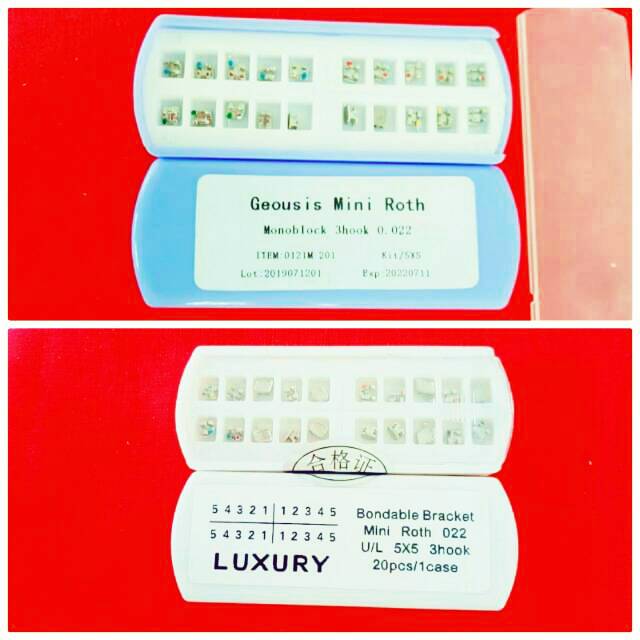 Geousis Mini Roth
Monoblock 3hook 0.022
ITEM:0121M-201 Kit/5X5
Lot:2019071201 Exp:20220711
合格证
5 4 3 2 1 | 1 2 3 4 5
5 4 3 2 1 | 1 2 3 4 5
LUXURY
Bondable Bracket
Mini Roth 022
U/L 5X5 3hook
20pcs/1case